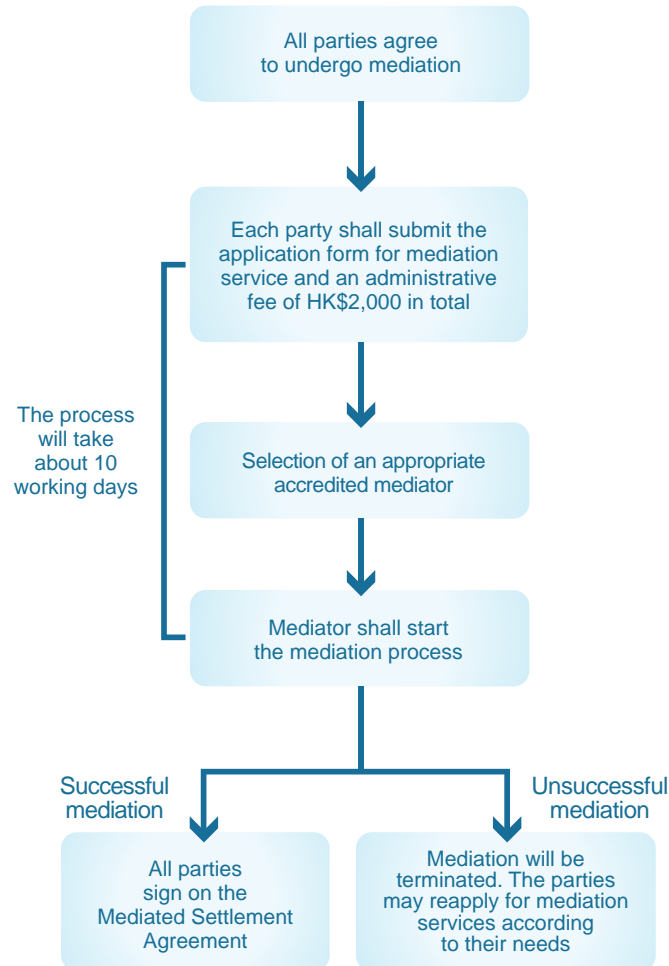 All parties agree
to undergo mediation
Each party shall submit the
application form for mediation
service and an administrative
fee of HK$2,000 in total
The process
will take
about 10
working days
Selection of an appropriate
accredited mediator
Mediator shall start
the mediation process
Successful
mediation
Unsuccessful
mediation
All parties
sign on the
Mediated Settlement
Agreement
Mediation will be
terminated. The parties
may reapply for mediation
services according
to their needs